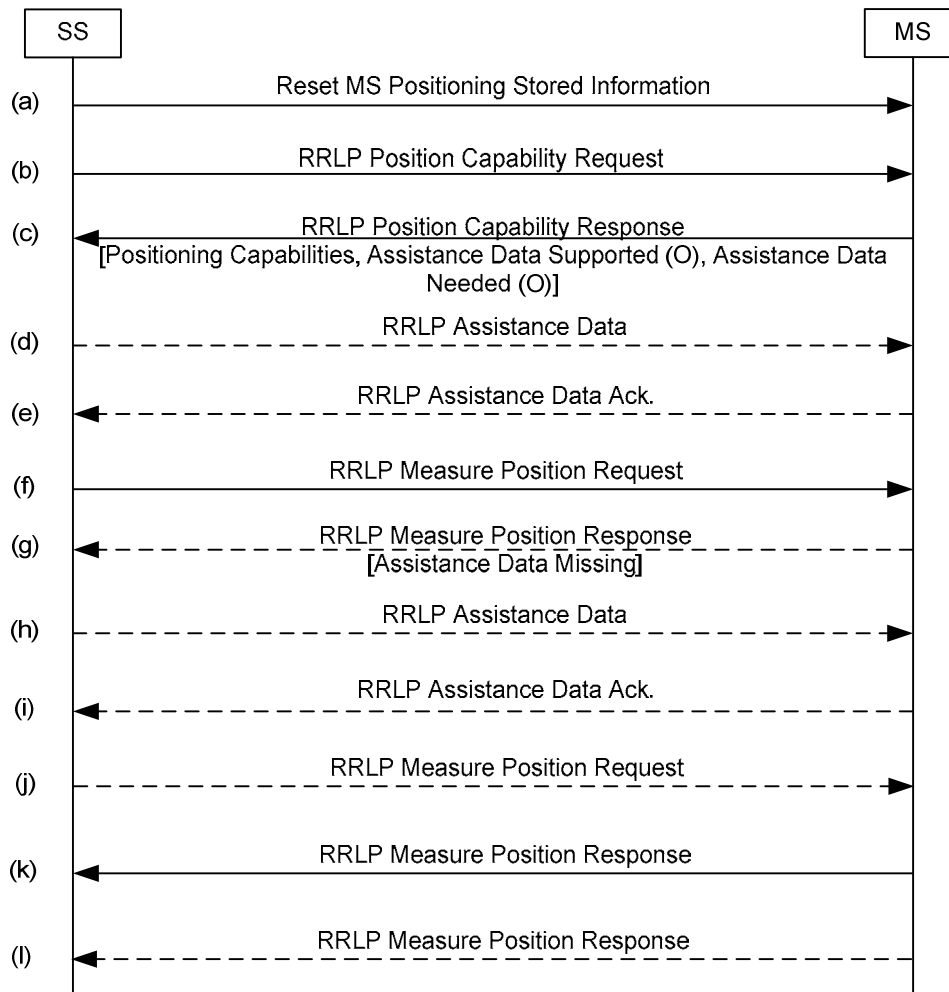 SS
MS
(a)
Reset MS Positioning Stored Information
(b)
RRLP Position Capability Request
(c)
RRLP Position Capability Response
[Positioning Capabilities, Assistance Data Supported (O), Assistance Data
Needed (O)]
(d)
RRLP Assistance Data
(e)
RRLP Assistance Data Ack.
(f)
RRLP Measure Position Request
(g)
RRLP Measure Position Response
[Assistance Data Missing]
(h)
RRLP Assistance Data
(i)
RRLP Assistance Data Ack.
(j)
RRLP Measure Position Request
(k)
RRLP Measure Position Response
(l)
RRLP Measure Position Response